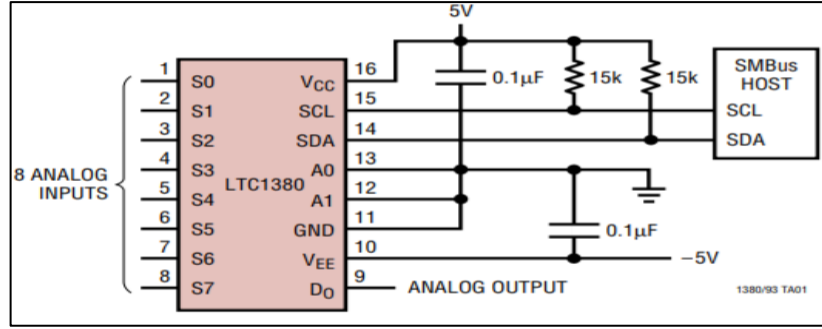 5V
1 S0
2 S1
3 S2
4 S3
5 S4
6 S5
7 S6
8 S7
8 ANALOG
INPUTS
LTC1380
VCC 16
SCL 15
SDA 14
A0 13
A1 12
GND 11
VEE 10
DO 9
0.1µF
15k
15k
SMBus
HOST
SCL
SDA
0.1µF
−5V
ANALOG OUTPUT
1380/93 TA01